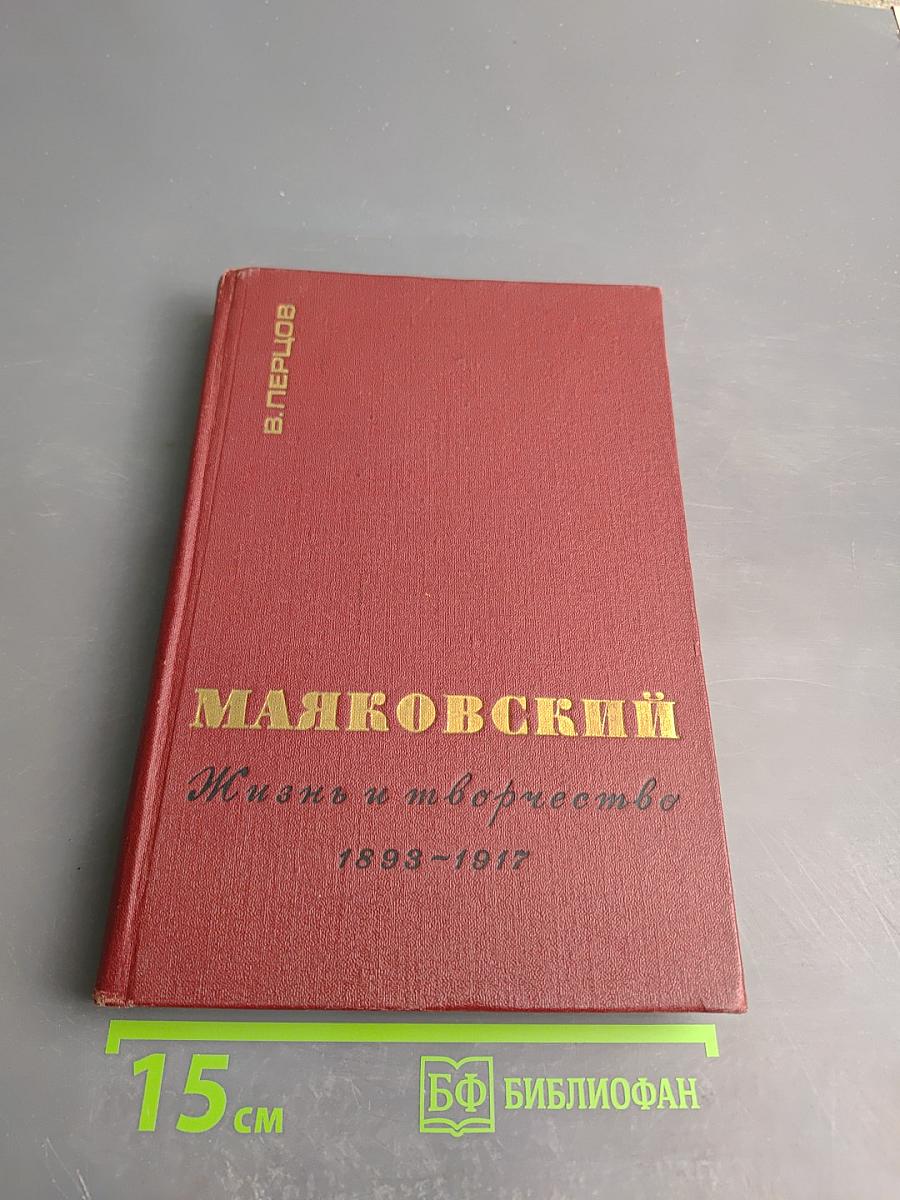 В. ПЕРЦОВ
МАЯКОВСКИЙ
Жизнь и творчество
1893-1917
15 см
БФ БИБЛИОФАН